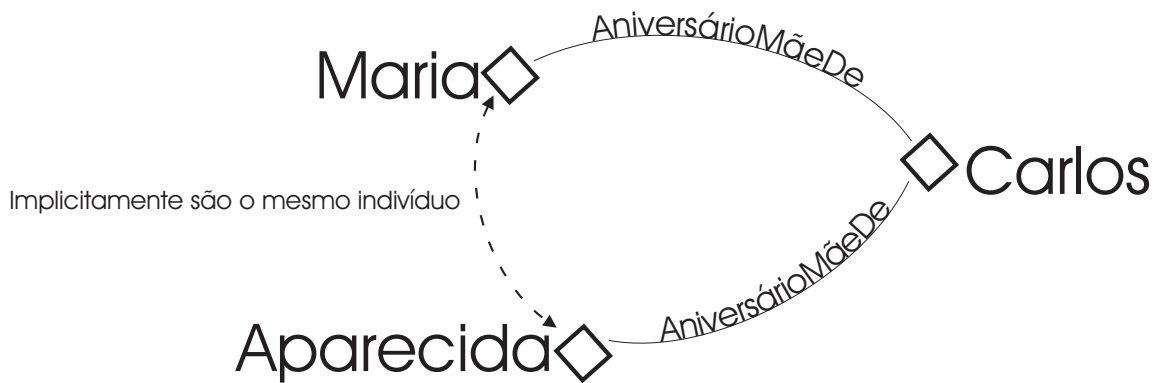 AniversárioMãeDe
Maria
Carlos
Implicitamente são o mesmo indivíduo
AniversárioMãeDe
Aparecida